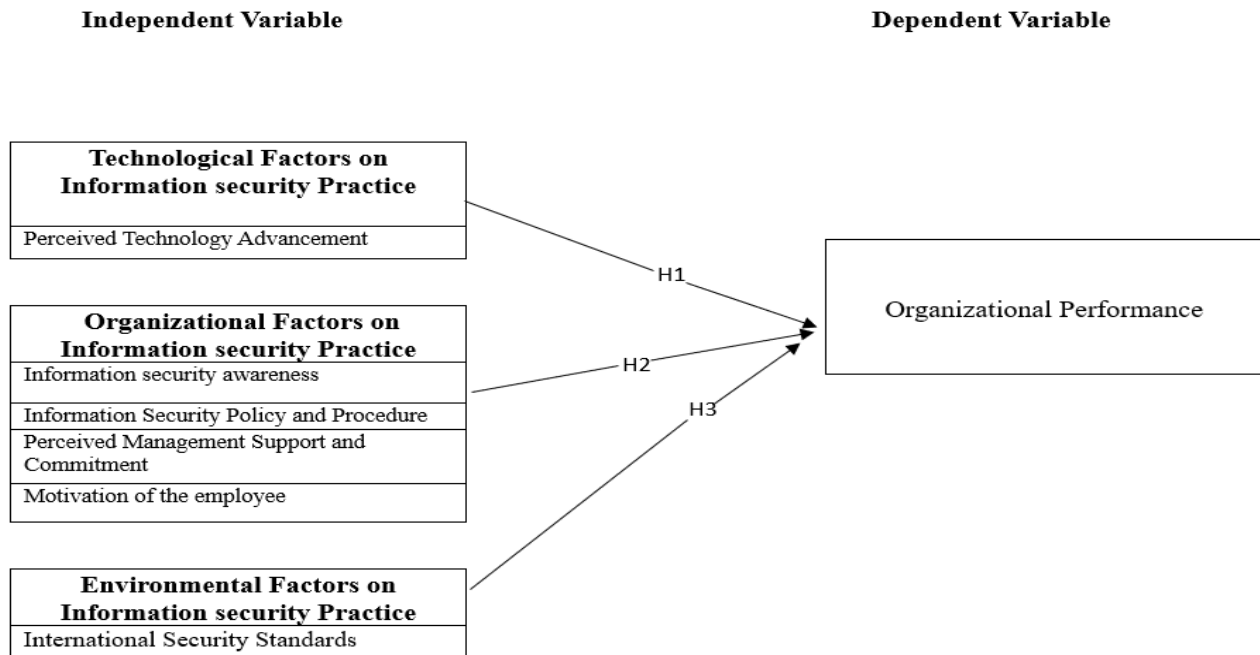 Independent Variable
Dependent Variable
Technological Factors on
Information security Practice
Perceived Technology Advancement
H1
Organizational Performance
Organizational Factors on
Information security Practice
Information security awareness
H2
Information Security Policy and Procedure
H3
Perceived Management Support and
Commitment
Motivation of the employee
Environmental Factors on
Information security Practice
International Security Standards